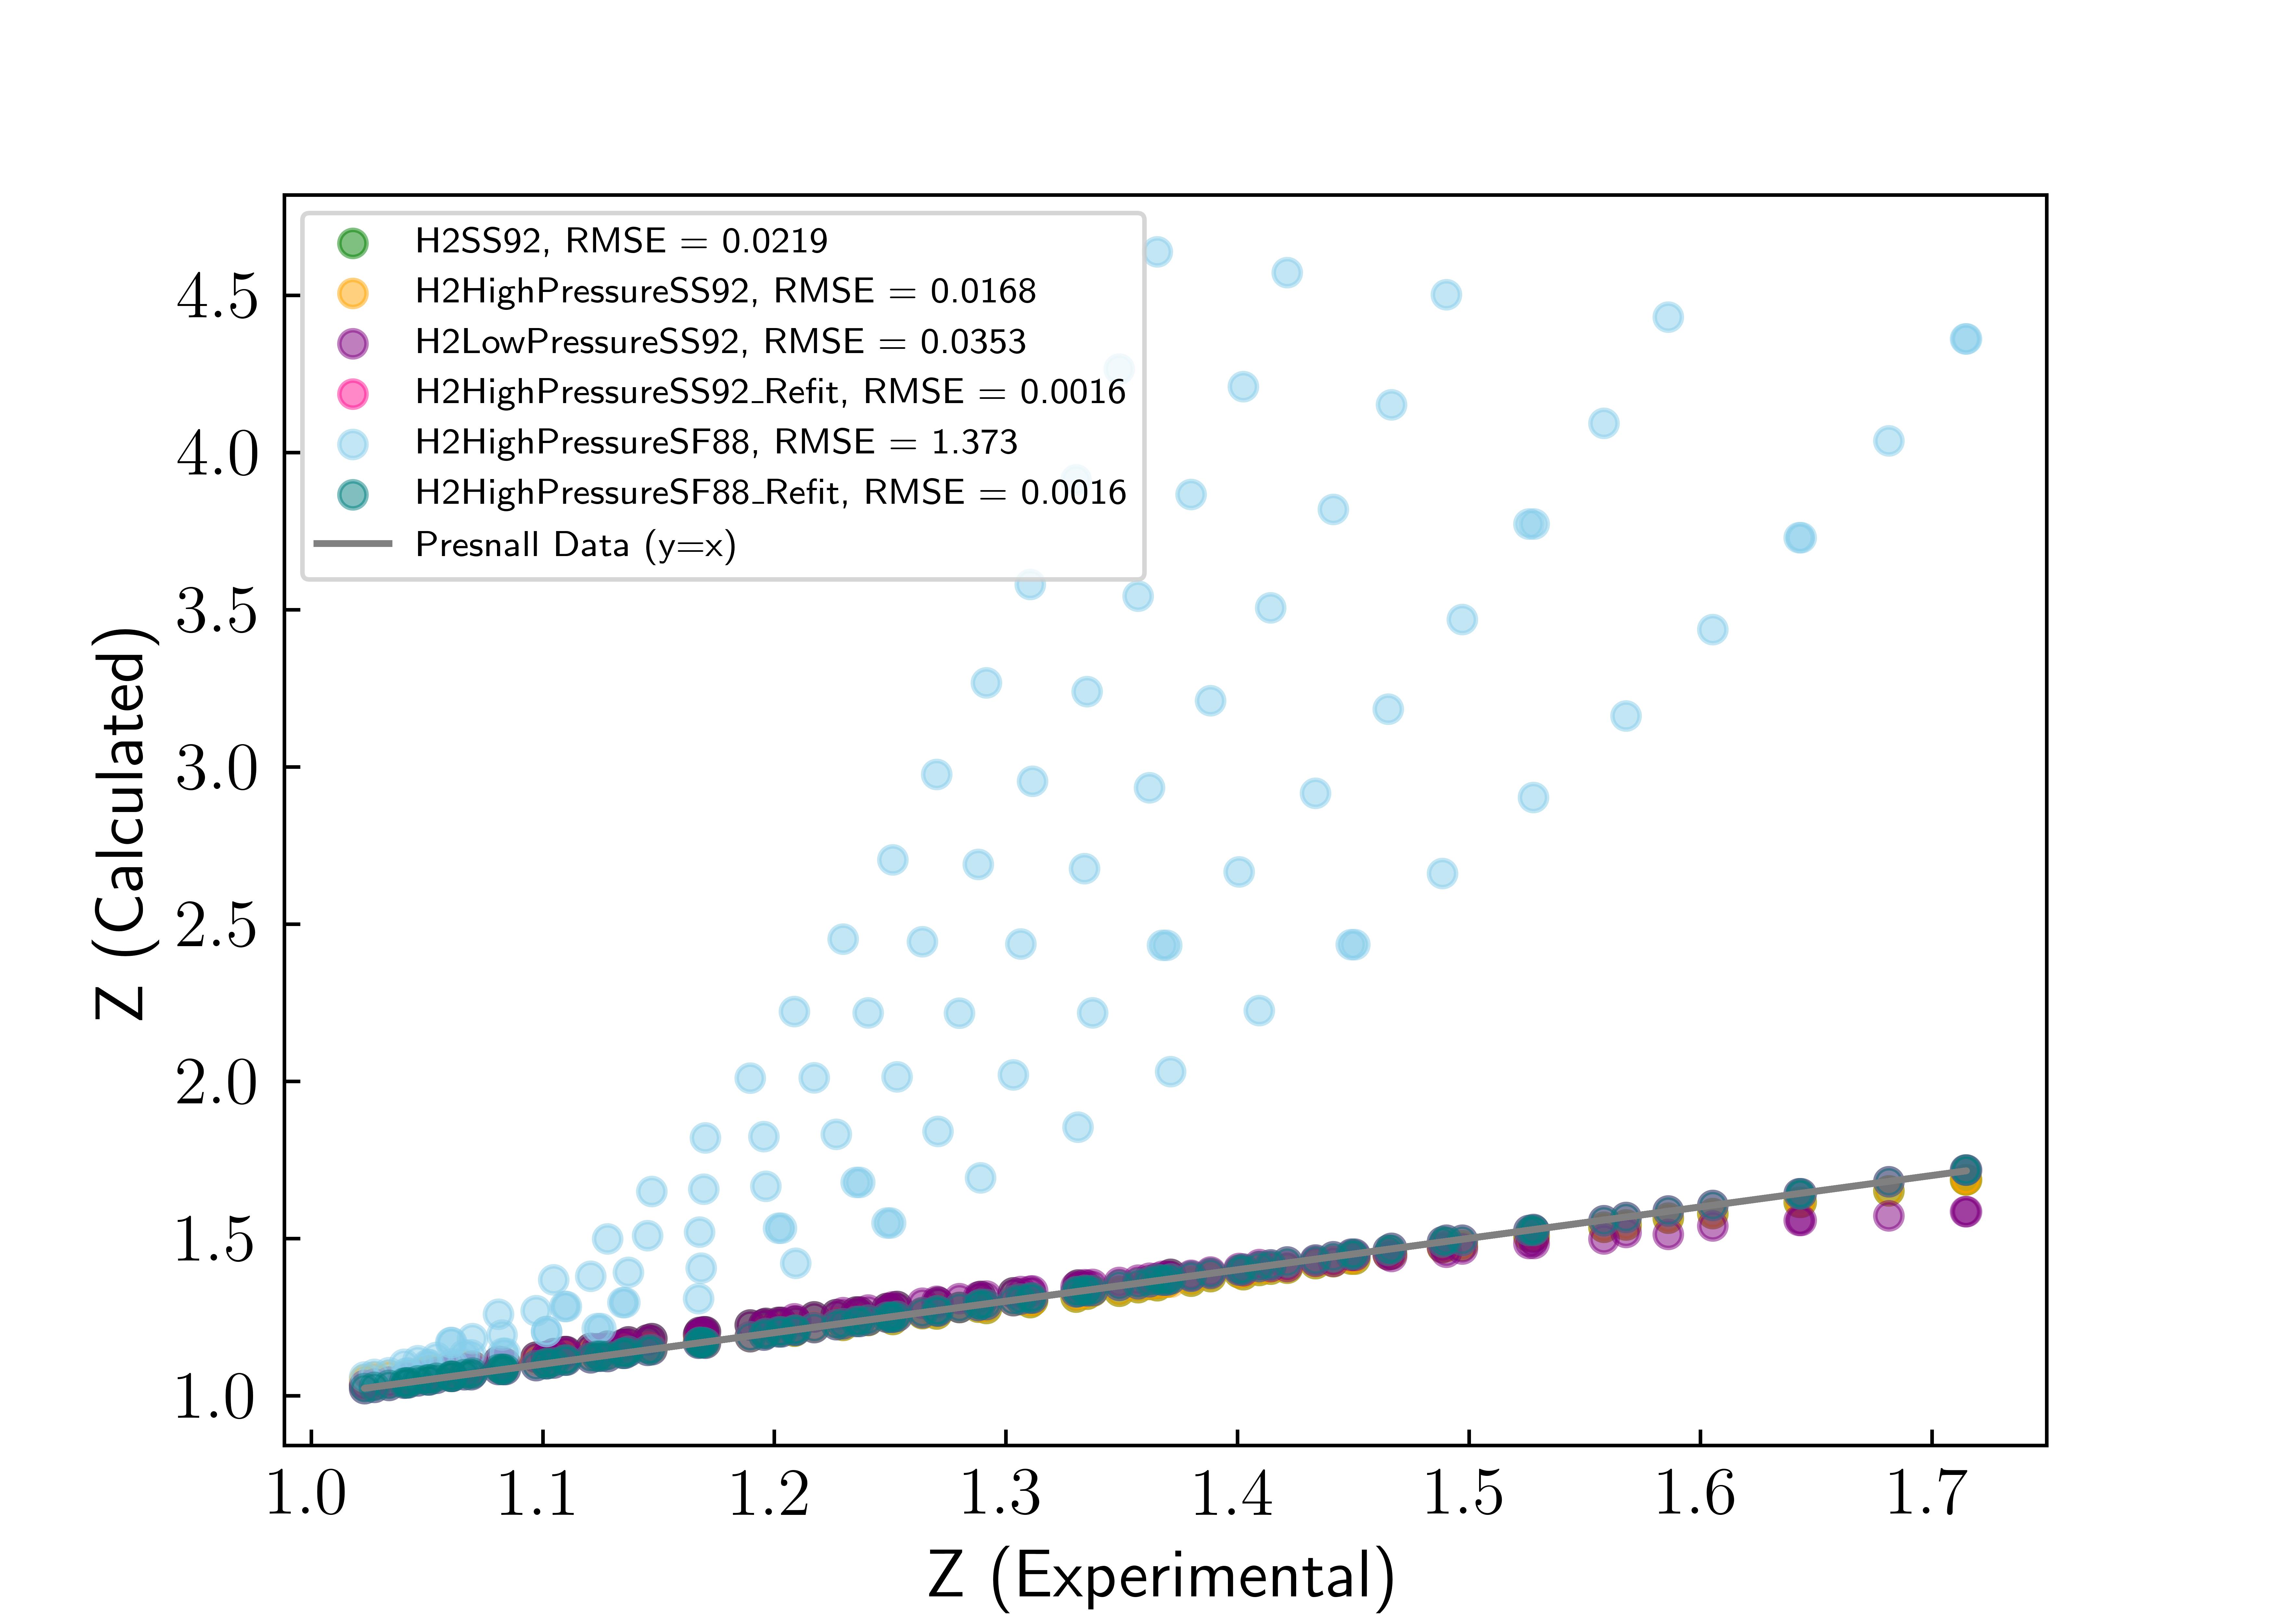 H2SS92, RMSE = 0.0219
H2HighPressureSS92, RMSE = 0.0168
H2LowPressureSS92, RMSE = 0.0353
H2HighPressureSS92_Refit, RMSE = 0.0016
H2HighPressureSF88, RMSE = 1.373
H2HighPressureSF88_Refit, RMSE = 0.0016
Presnall Data (y=x)
Z (Calculated)
4.5
4.0
3.5
3.0
2.5
2.0
1.5
1.0
1.0 1.1 1.2 1.3 1.4 1.5 1.6 1.7
Z (Experimental)